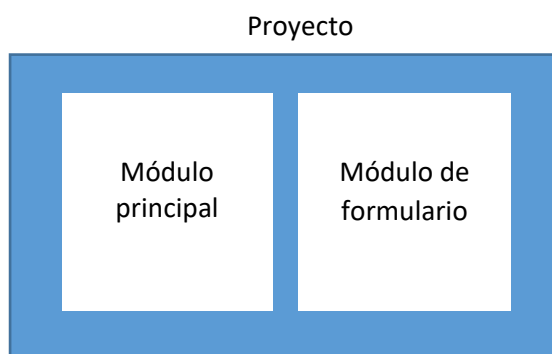 Proyecto
Módulo
principal
Módulo de
formulario